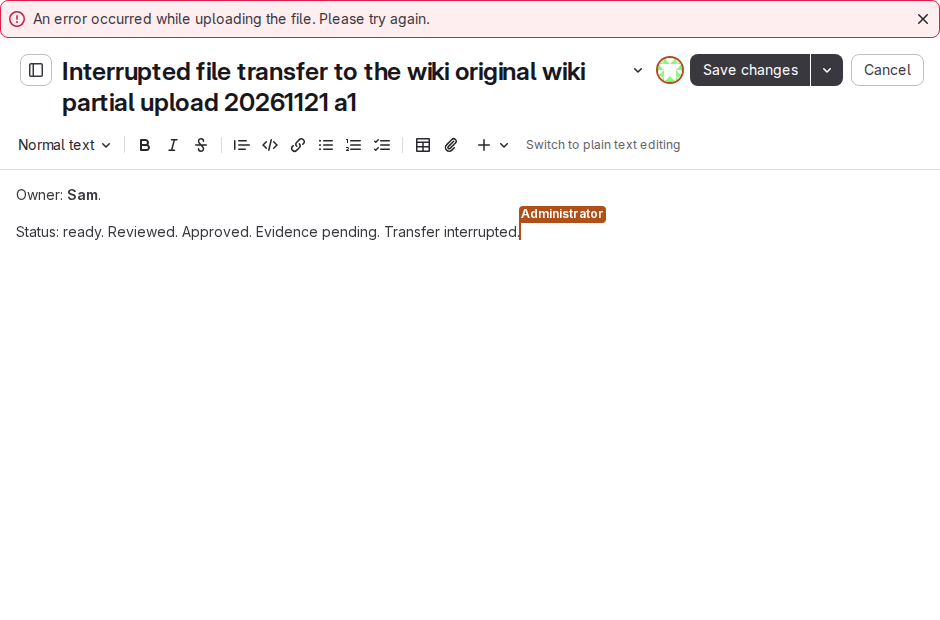 An error occurred while uploading the file. Please try again.
Interrupted file transfer to the wiki original wiki
partial upload 20261121 a1
Save changes
Cancel
Normal text
Switch to plain text editing
Owner: Sam.
Administrator
Status: ready. Reviewed. Approved. Evidence pending. Transfer interrupted.